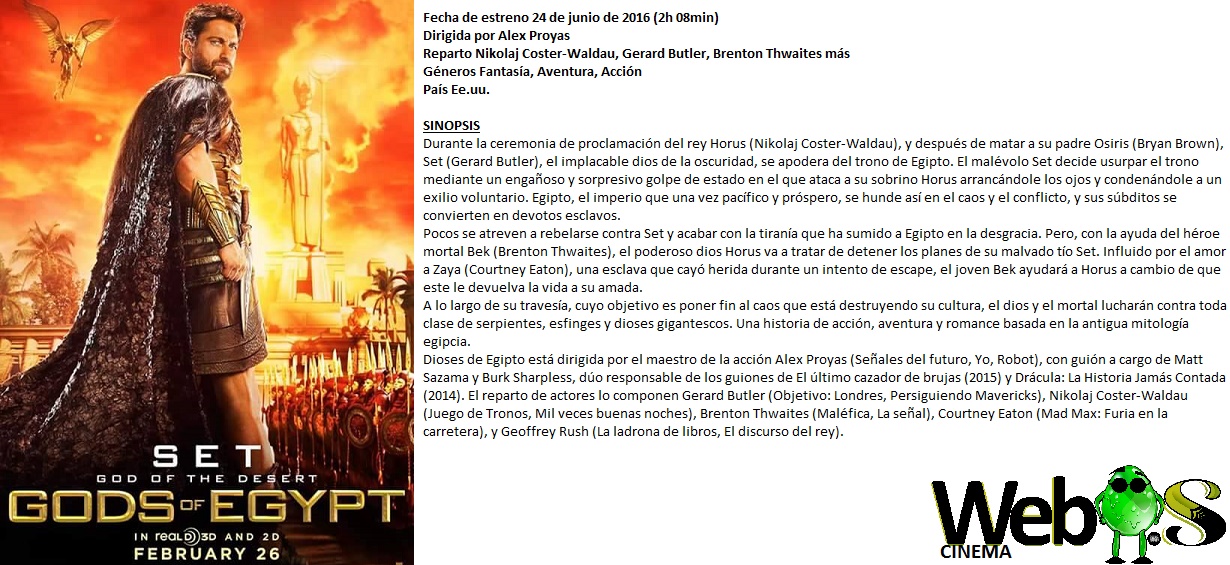 SET
GOD OF THE DESERT
GODS OF EGYPT
IN REAL D 3D AND 2D
FEBRUARY 26
Fecha de estreno 24 de junio de 2016 (2h 08min)
Dirigida por Alex Proyas
Reparto Nikolaj Coster-Waldau, Gerard Butler, Brenton Thwaites más
Géneros Fantasía, Aventura, Acción
País Ee.uu.
SINOPSIS
Durante la ceremonia de proclamación del rey Horus (Nikolaj Coster-Waldau), y después de matar a su padre Osiris (Bryan Brown),
Set (Gerard Butler), el implacable dios de la oscuridad, se apodera del trono de Egipto. El malévolo Set decide usurpar el trono
mediante un engañoso y sorpresivo golpe de estado en el que ataca a su sobrino Horus arrancándole los ojos y condenándole a un
exilio voluntario. Egipto, el imperio que una vez pacífico y próspero, se hunde así en el caos y el conflicto, y sus súbditos se
convierten en devotos esclavos.
Pocos se atreven a rebelarse contra Set y acabar con la tiranía que ha sumido a Egipto en la desgracia. Pero, con la ayuda del héroe
mortal Bek (Brenton Thwaites), el poderoso dios Horus va a tratar de detener los planes de su malvado tío Set. Influido por el amor
a Zaya (Courtney Eaton), una esclava que cayó herida durante un intento de escape, el joven Bek ayudará a Horus a cambio de que
este le devuelva la vida a su amada.
A lo largo de su travesía, cuyo objetivo es poner fin al caos que está destruyendo su cultura, el dios y el mortal lucharán contra toda
clase de serpientes, esfinges y dioses gigantescos. Una historia de acción, aventura y romance basada en la antigua mitología
egipcia.
Dioses de Egipto está dirigida por el maestro de la acción Alex Proyas (Señales del futuro, Yo, Robot), con guión a cargo de Matt
Sazama y Burk Sharpless, dúo responsable de los guiones de El último cazador de brujas (2015) y Drácula: La Historia Jamás Contada
(2014). El reparto de actores lo componen Gerard Butler (Objetivo: Londres, Persiguiendo Mavericks), Nikolaj Coster-Waldau
(Juego de Tronos, Mil veces buenas noches), Brenton Thwaites (Maléfica, La señal), Courtney Eaton (Mad Max: Furia en la
carretera), y Geoffrey Rush (La ladrona de libros, El discurso del rey).
Web S
CINEMA